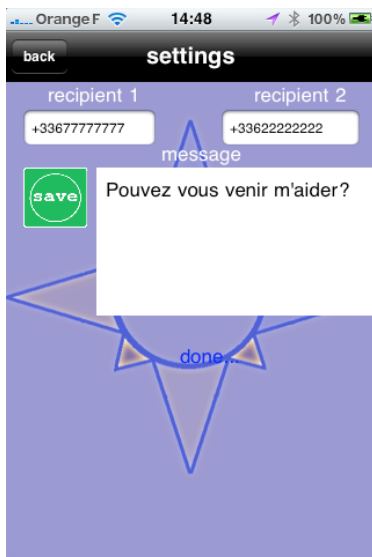 Orange F 14:48 100%
back settings
recipient 1 recipient 2
+33677777777 +33622222222
message
save Pouvez vous venir m'aider?
done...